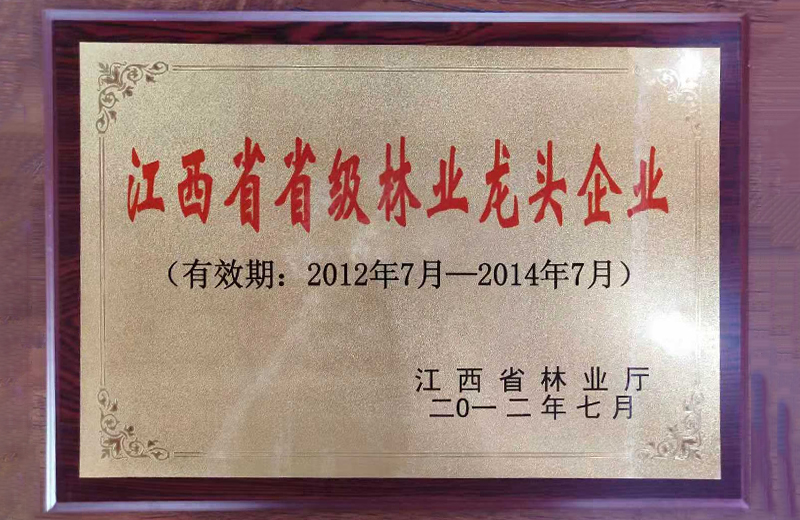 江西省省级林业龙头企业
（有效期：2012年7月—2014年7月）
江西省林业厅
二0一二年七月